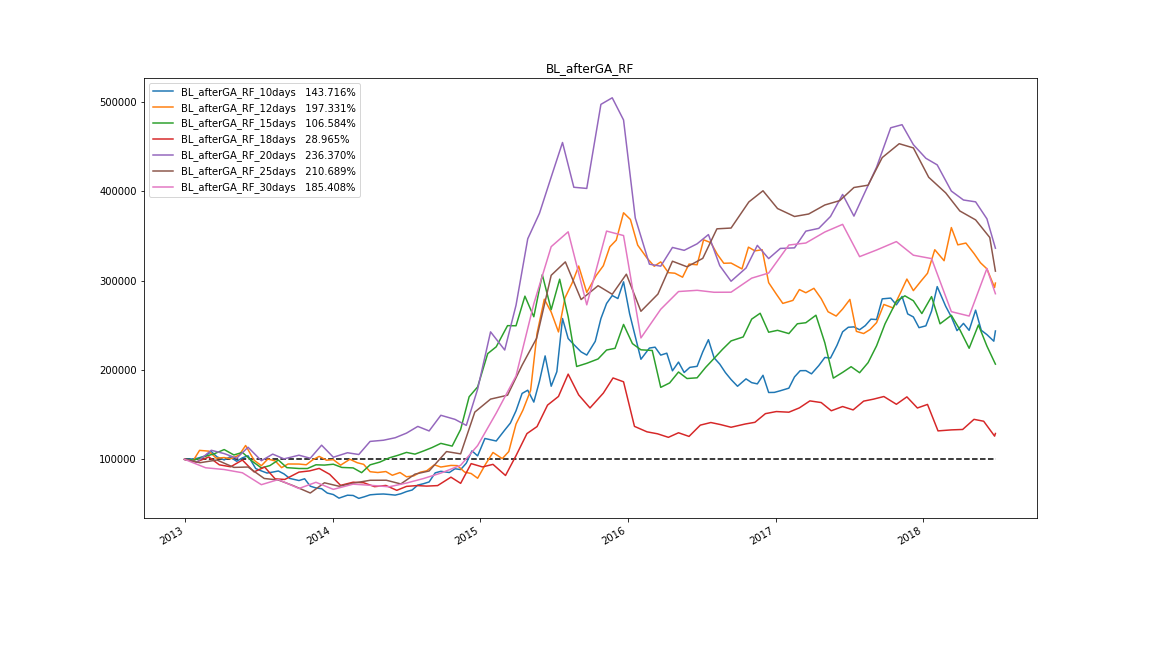 BL_afterGA_RF
BL_afterGA_RF_10days 143.716%
BL_afterGA_RF_12days 197.331%
BL_afterGA_RF_15days 106.584%
BL_afterGA_RF_18days 28.965%
BL_afterGA_RF_20days 236.370%
BL_afterGA_RF_25days 210.689%
BL_afterGA_RF_30days 185.408%
500000
400000
300000
200000
100000
2013 2014 2015 2016 2017 2018